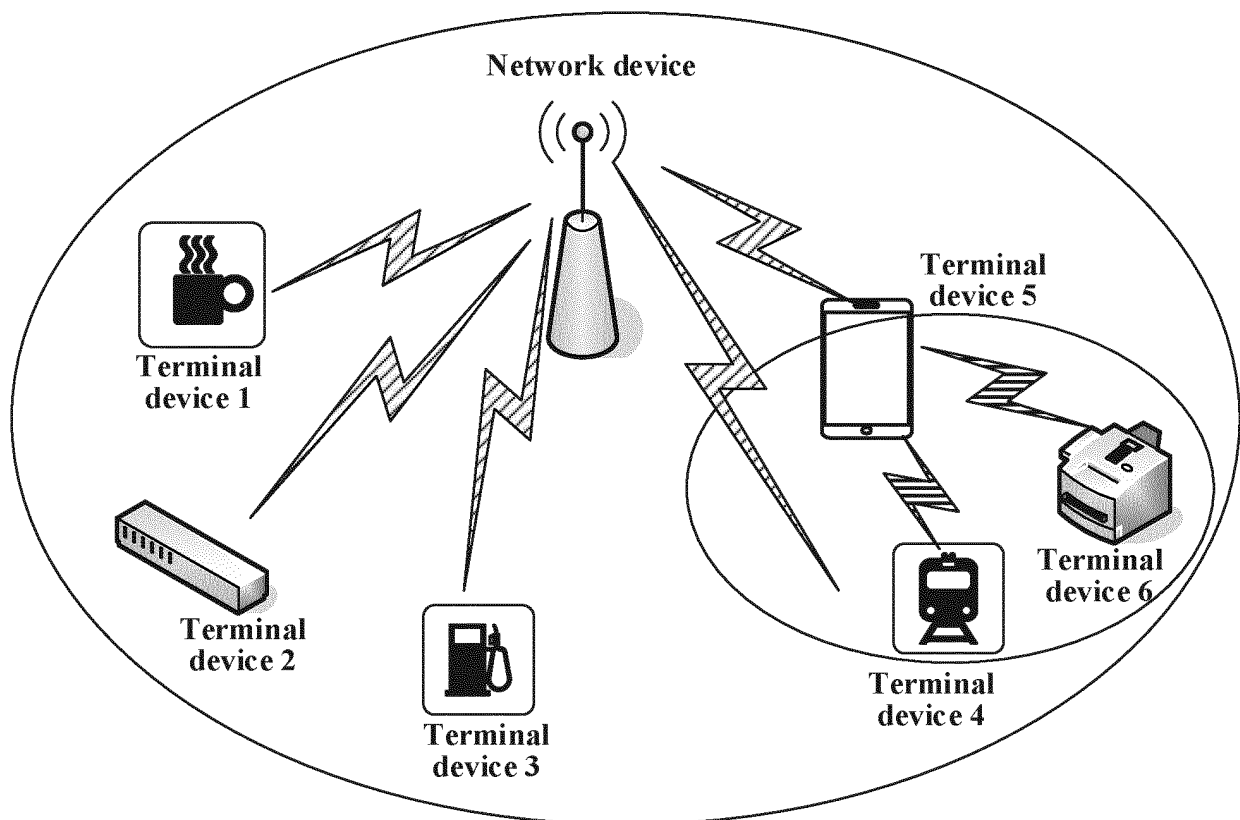 Network device
Terminal
device 5
Terminal
device 1
Terminal
device 6
Terminal
device 2
Terminal
device 4
Terminal
device 3